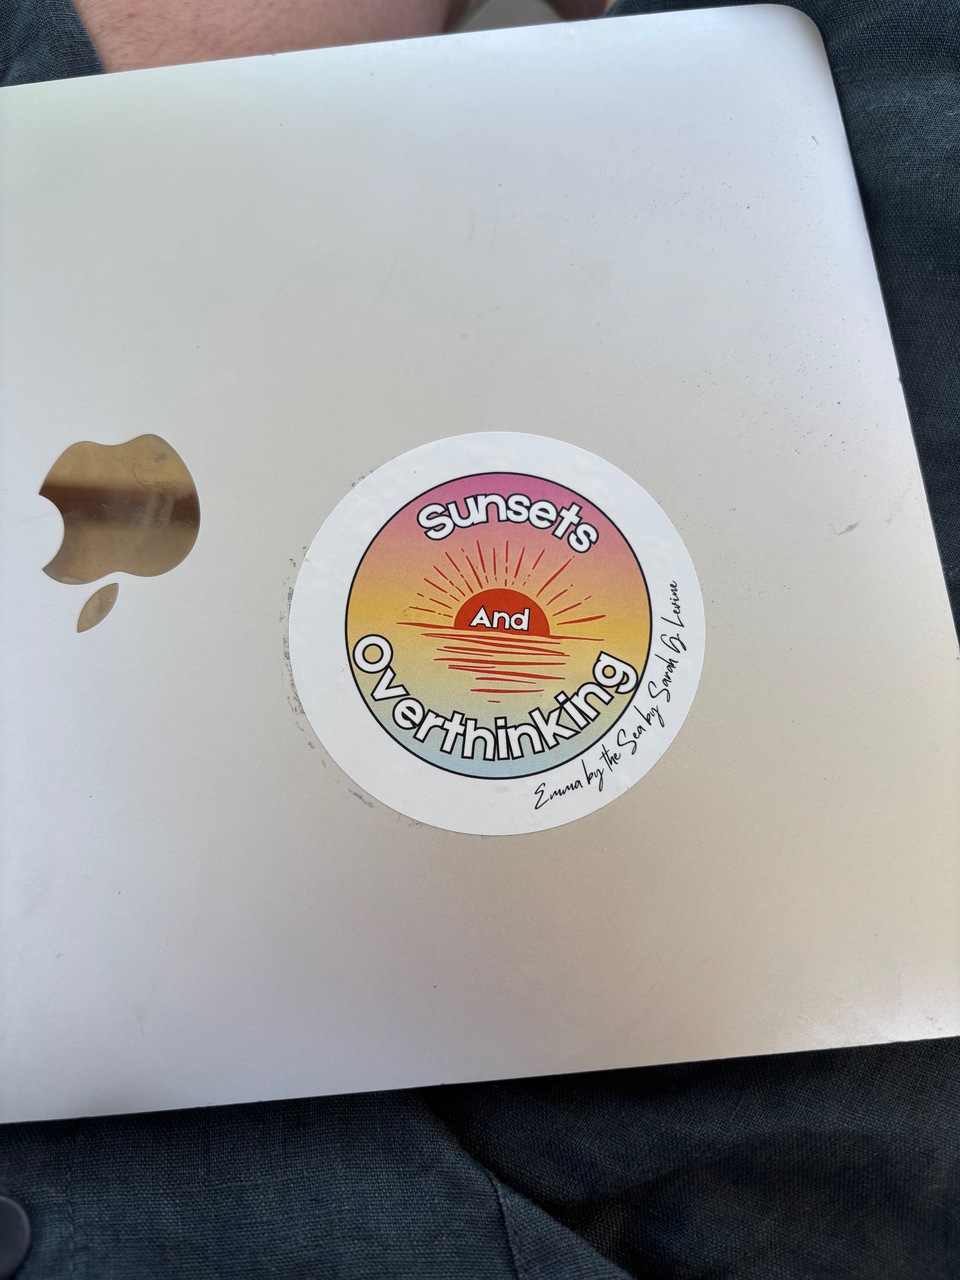 Sunsets
And
Overthinking
Emma by the Sea by Sarah G. Levine